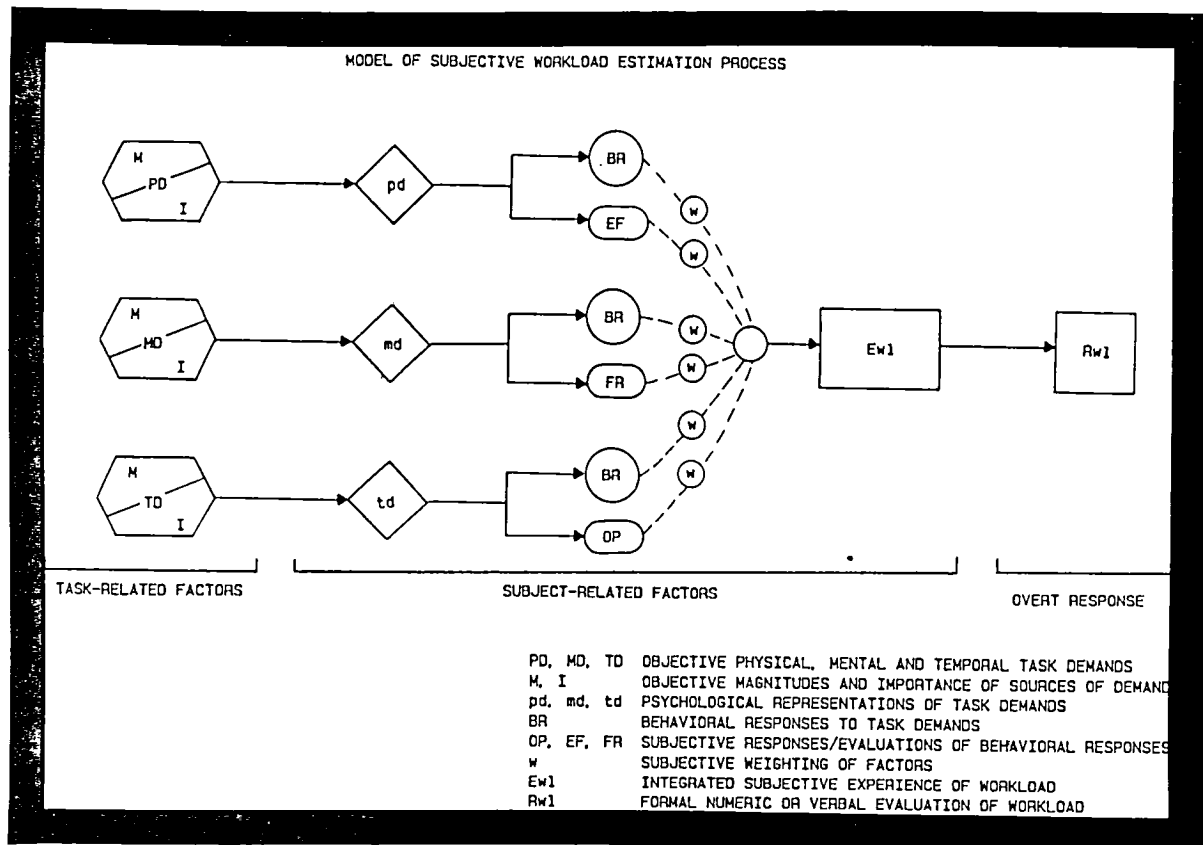 MODEL OF SUBJECTIVE WORKLOAD ESTIMATION PROCESS
M
PD
I
pd
BR
EF
w
w
M
MD
I
md
BR
FR
w
w
Ewl
Rwl
M
TD
I
td
BR
OP
w
w
TASK-RELATED FACTORS
SUBJECT-RELATED FACTORS
OVERT RESPONSE
PD, MD, TD OBJECTIVE PHYSICAL, MENTAL AND TEMPORAL TASK DEMANDS
M, I OBJECTIVE MAGNITUDES AND IMPORTANCE OF SOURCES OF DEMAND
pd, md, td PSYCHOLOGICAL REPRESENTATIONS OF TASK DEMANDS
BR BEHAVIORAL RESPONSES TO TASK DEMANDS
OP, EF, FR SUBJECTIVE RESPONSES/EVALUATIONS OF BEHAVIORAL RESPONSES
w SUBJECTIVE WEIGHTING OF FACTORS
Ewl INTEGRATED SUBJECTIVE EXPERIENCE OF WORKLOAD
Rwl FORMAL NUMERIC OR VERBAL EVALUATION OF WORKLOAD